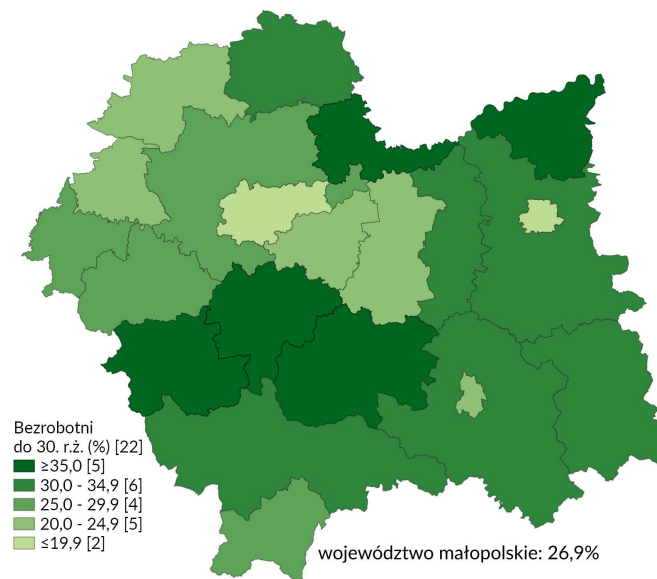 Bezrobotni
do 30. r.ż. (%) [22]
≥35,0 [5]
30,0 - 34,9 [6]
25,0 - 29,9 [4]
20,0 - 24,9 [5]
≤19,9 [2]
województwo małopolskie: 26,9%